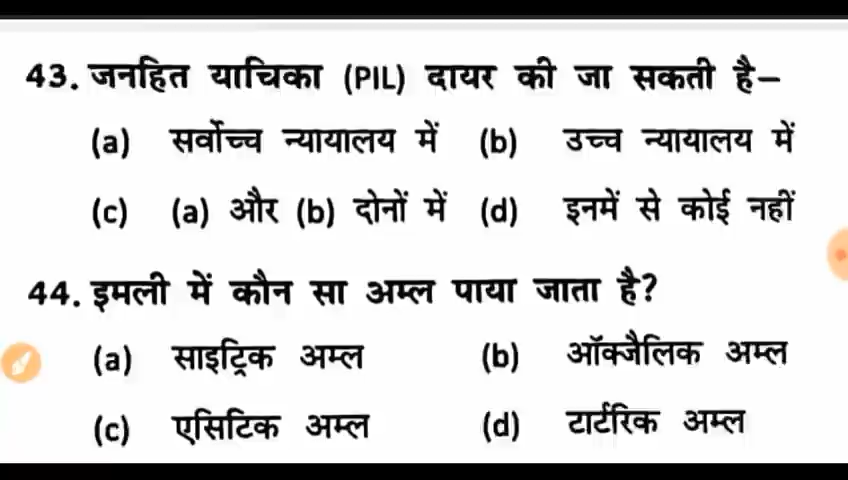 43. जनहित याचिका (PIL) दायर की जा सकती है–
(a) सर्वोच्च न्यायालय में (b) उच्च न्यायालय में
(c) (a) और (b) दोनों में (d) इनमें से कोई नहीं
44. इमली में कौन सा अम्ल पाया जाता है?
(a) साइट्रिक अम्ल (b) ऑक्जैलिक अम्ल
(c) एसिटिक अम्ल (d) टार्टरिक अम्ल